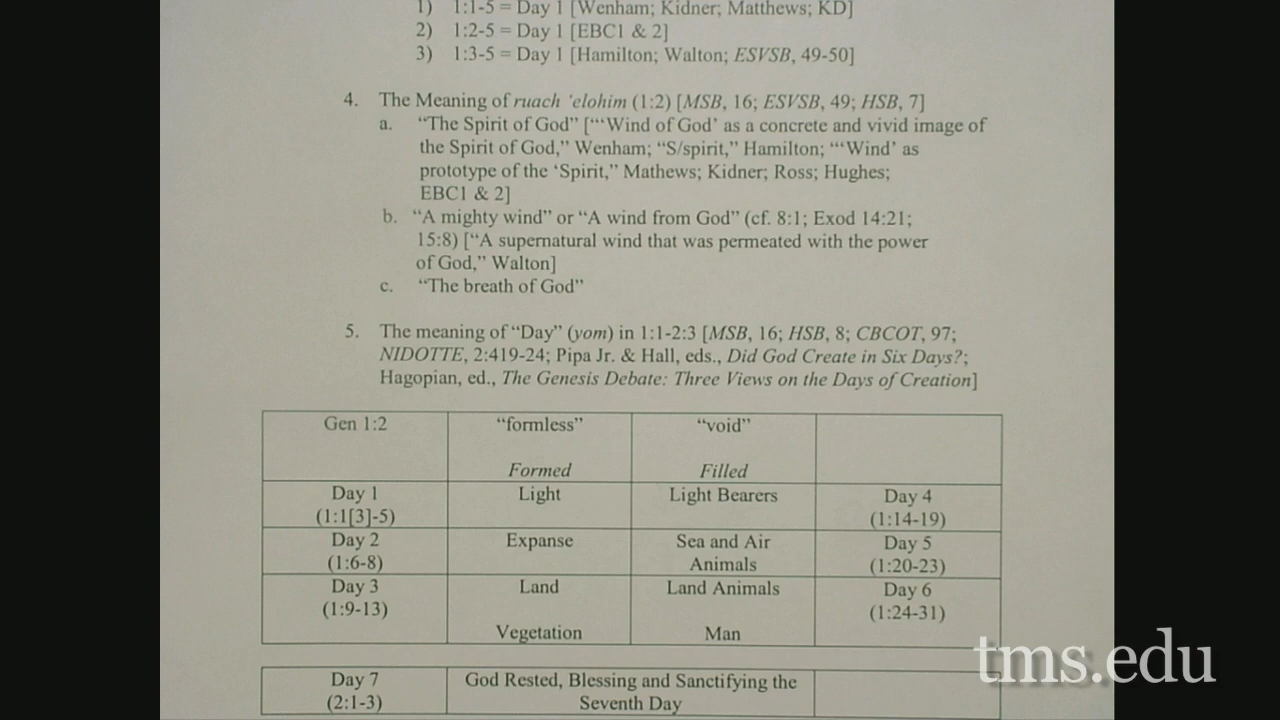 1) 1:1-5 = Day 1 [Wenham; Kidner; Matthews; KD]
2) 1:2-5 = Day 1 [EBC1 & 2]
3) 1:3-5 = Day 1 [Hamilton; Walton; ESVSB, 49-50]
4. The Meaning of ruach ‘elohim (1:2) [MSB, 16; ESVSB, 49; HSB, 7]
a. “The Spirit of God” [“‘Wind of God’ as a concrete and vivid image of
the Spirit of God,” Wenham; “S/spirit,” Hamilton; “‘Wind’ as
prototype of the ‘Spirit,” Mathews; Kidner; Ross; Hughes;
EBC1 & 2]
b. “A mighty wind” or “A wind from God” (cf. 8:1; Exod 14:21;
15:8) [“A supernatural wind that was permeated with the power
of God,” Walton]
c. “The breath of God”
5. The meaning of “Day” (yom) in 1:1-2:3 [MSB, 16; HSB, 8; CBCOT, 97;
NIDOTTE, 2:419-24; Pipa Jr. & Hall, eds., Did God Create in Six Days?;
Hagopian, ed., The Genesis Debate: Three Views on the Days of Creation]
Gen 1:2 “formless” “void”
Formed Filled
Day 1 Light Light Bearers Day 4
(1:1[3]-5) (1:14-19)
Day 2 Expanse Sea and Air Day 5
(1:6-8) Animals (1:20-23)
Day 3 Land Land Animals Day 6
(1:9-13) (1:24-31)
Vegetation Man
Day 7 God Rested, Blessing and Sanctifying the
(2:1-3) Seventh Day
tms.edu